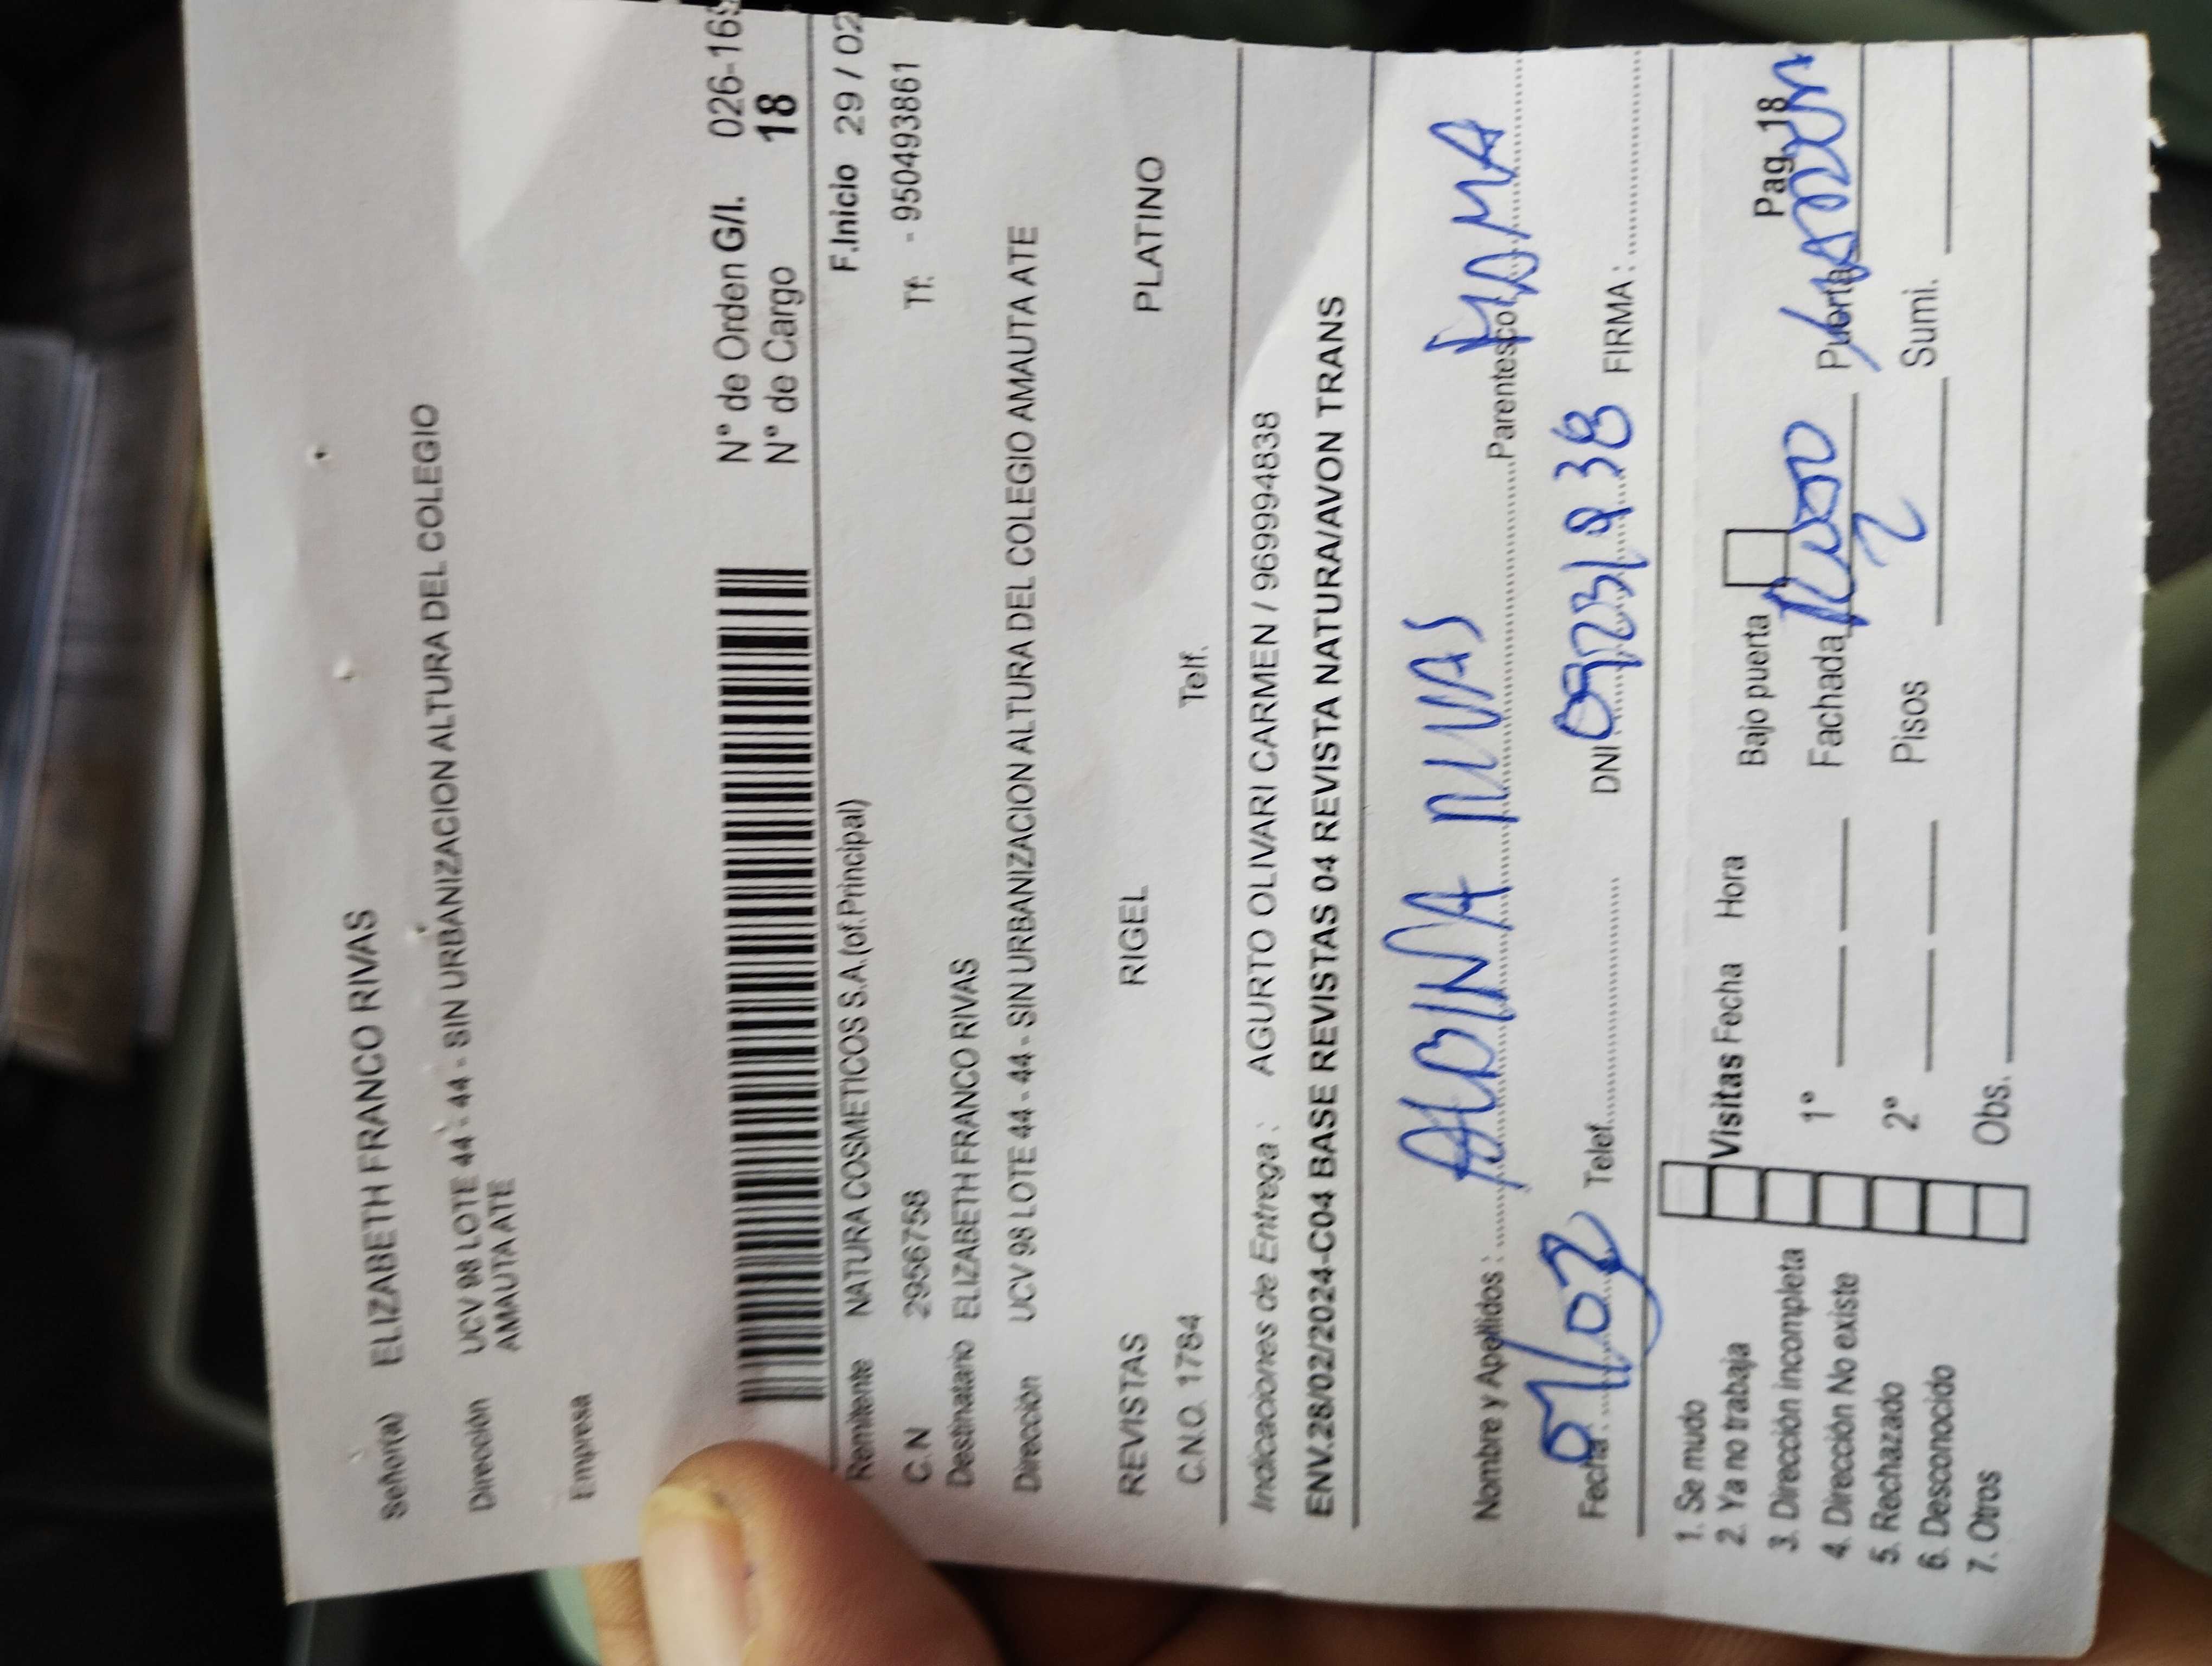 Señor(a) ELIZABETH FRANCO RIVAS
Dirección UCV 98 LOTE 44 - 44 - SIN URBANIZACION ALTURA DEL COLEGIO
AMAUTA ATE
Empresa
N° de Orden G/I. 026-169
N° de Cargo 18
Remitente NATURA COSMETICOS S.A.(of.Principal) F.Inicio 29 / 02
C.N 2956758 Tf. - 950493861
Destinatario ELIZABETH FRANCO RIVAS
Dirección UCV 98 LOTE 44 - 44 - SIN URBANIZACION ALTURA DEL COLEGIO AMAUTA ATE
REVISTAS RIGEL PLATINO
C.N.O. 1784 Telf.
Indicaciones de Entrega : AGURTO OLIVARI CARMEN / 969994838
ENV.28/02/2024-C04 BASE REVISTAS 04 REVISTA NATURA/AVON TRANS
Nombre y Apellidos : ALBINA RIVAS Parentesco MAMA
Fecha : 01/02 Telef. DNI FIRMA :
1. Se mudo
2. Ya no trabaja
3. Dirección incompleta
4. Dirección No existe
5. Rechazado
6. Desconocido
7. Otros
Visitas Fecha Hora Bajo puerta Pag. 18
1° Fachada Puerta
2° Pisos 2 Sumi.
Obs.